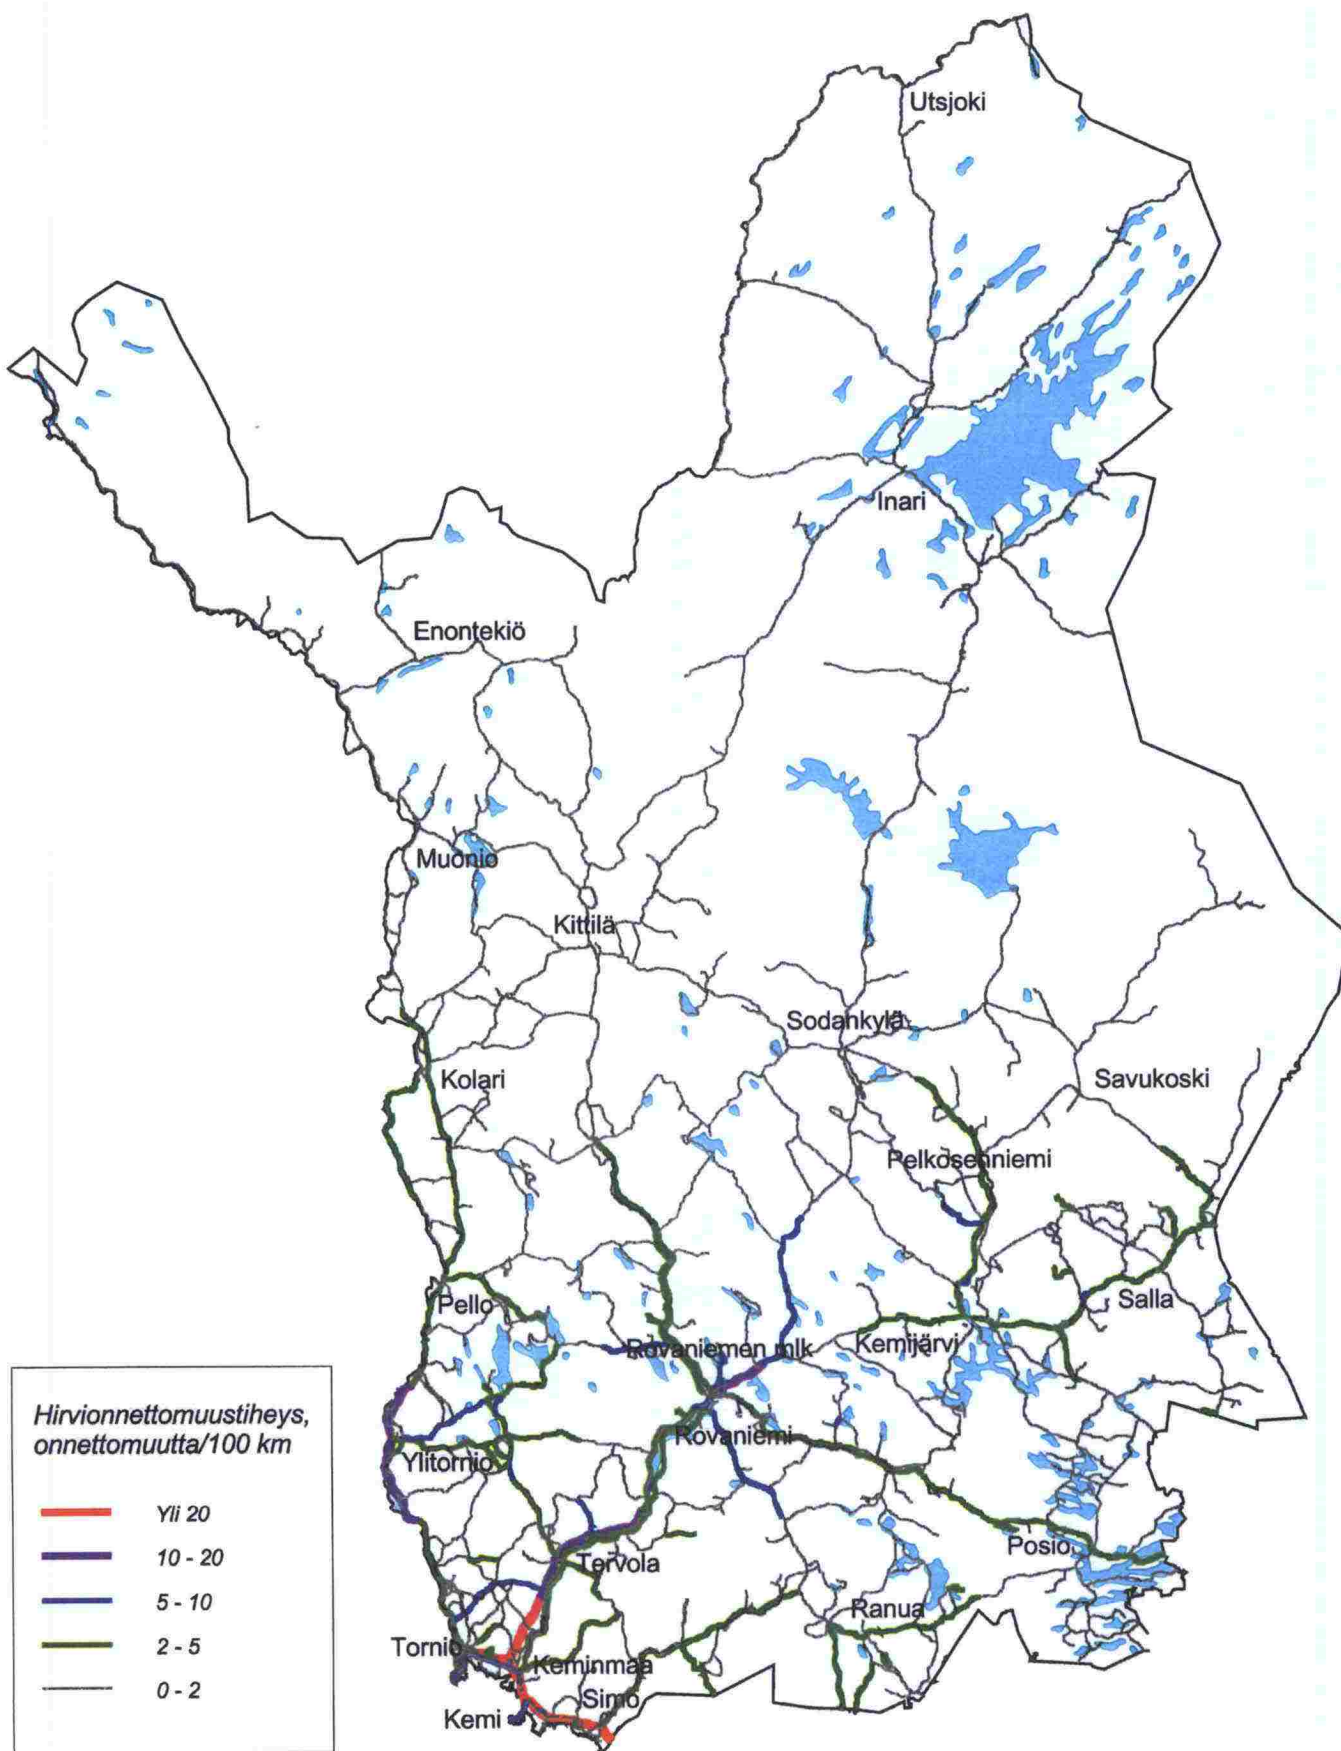 Utsjoki
Inari
Enontekiö
Muonio
Kittilä
Sodankylä
Kolari
Savukoski
Pelkosenniemi
Pello
Salla
Rovaniemen mlk
Kemijärvi
Rovaniemi
Ylitornio
Posio
Tervola
Ranua
Tornio
Keminmaa
Simo
Kemi
Hirvionnettomuustiheys,
onnettomuutta/100 km
Yli 20
10 - 20
5 - 10
2 - 5
0 - 2